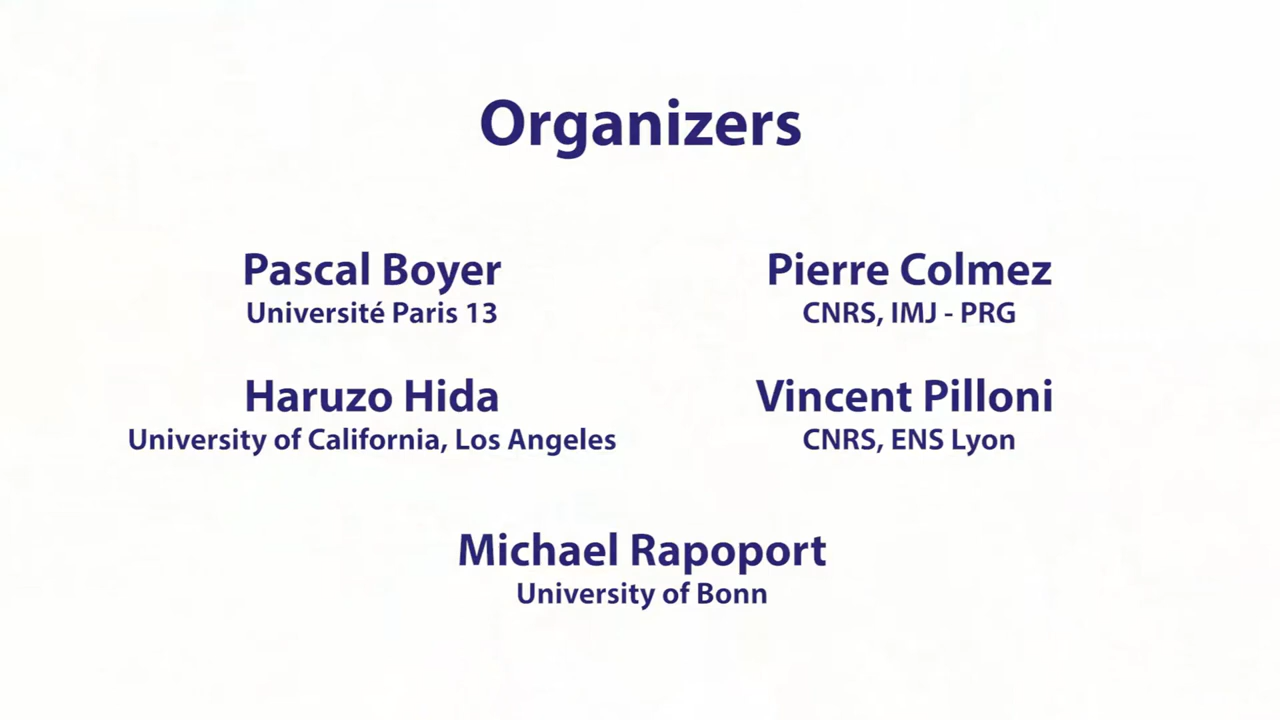 Organizers
Pascal Boyer
Université Paris 13
Pierre Colmez
CNRS, IMJ - PRG
Haruzo Hida
University of California, Los Angeles
Vincent Pilloni
CNRS, ENS Lyon
Michael Rapoport
University of Bonn